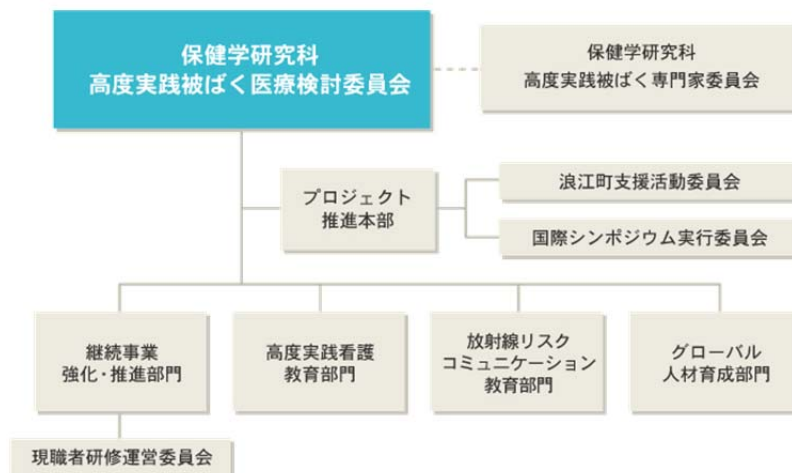 保健学研究科
高度実践被ばく医療検討委員会
保健学研究科
高度実践被ばく専門家委員会
プロジェクト
推進本部
浪江町支援活動委員会
国際シンポジウム実行委員会
継続事業
強化・推進部門
高度実践看護
教育部門
放射線リスク
コミュニケーション
教育部門
グローバル
人材育成部門
現職者研修運営委員会